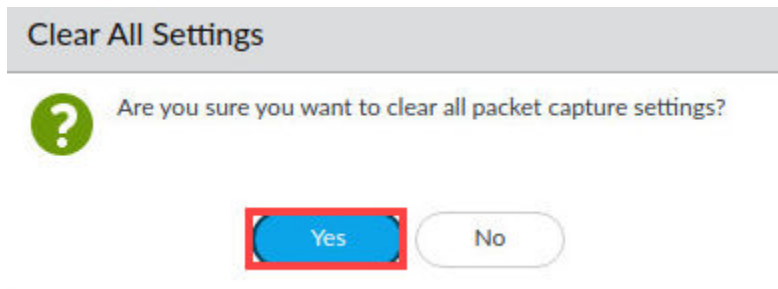 Clear All Settings
Are you sure you want to clear all packet capture settings?
Yes No